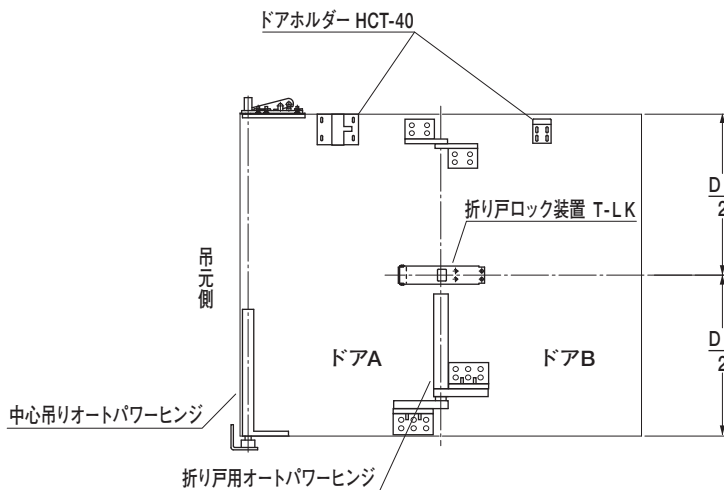 ドアホルダー HCT-40
D
2
折り戸ロック装置 T-LK
吊元側
ドアA
ドアB
D
2
中心吊りオートパワーヒンジ
折り戸用オートパワーヒンジ